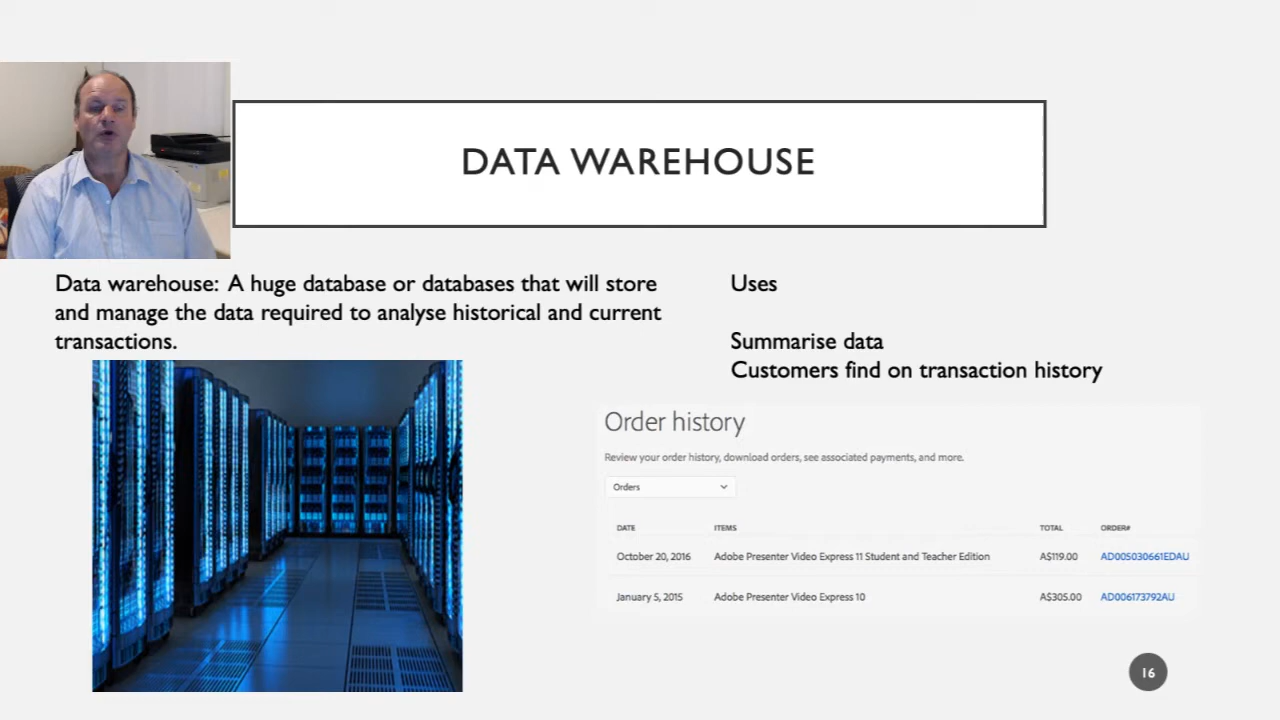 DATA WAREHOUSE
Data warehouse: A huge database or databases that will store
and manage the data required to analyse historical and current
transactions.
Uses
Summarise data
Customers find on transaction history
Order history
Review your order history, download orders, see associated payments, and more.
Orders
DATE ITEMS TOTAL ORDER#
October 20, 2016 Adobe Presenter Video Express 11 Student and Teacher Edition A$119.00 AD005030661EDAU
January 5, 2015 Adobe Presenter Video Express 10 A$305.00 AD006173792AU
16